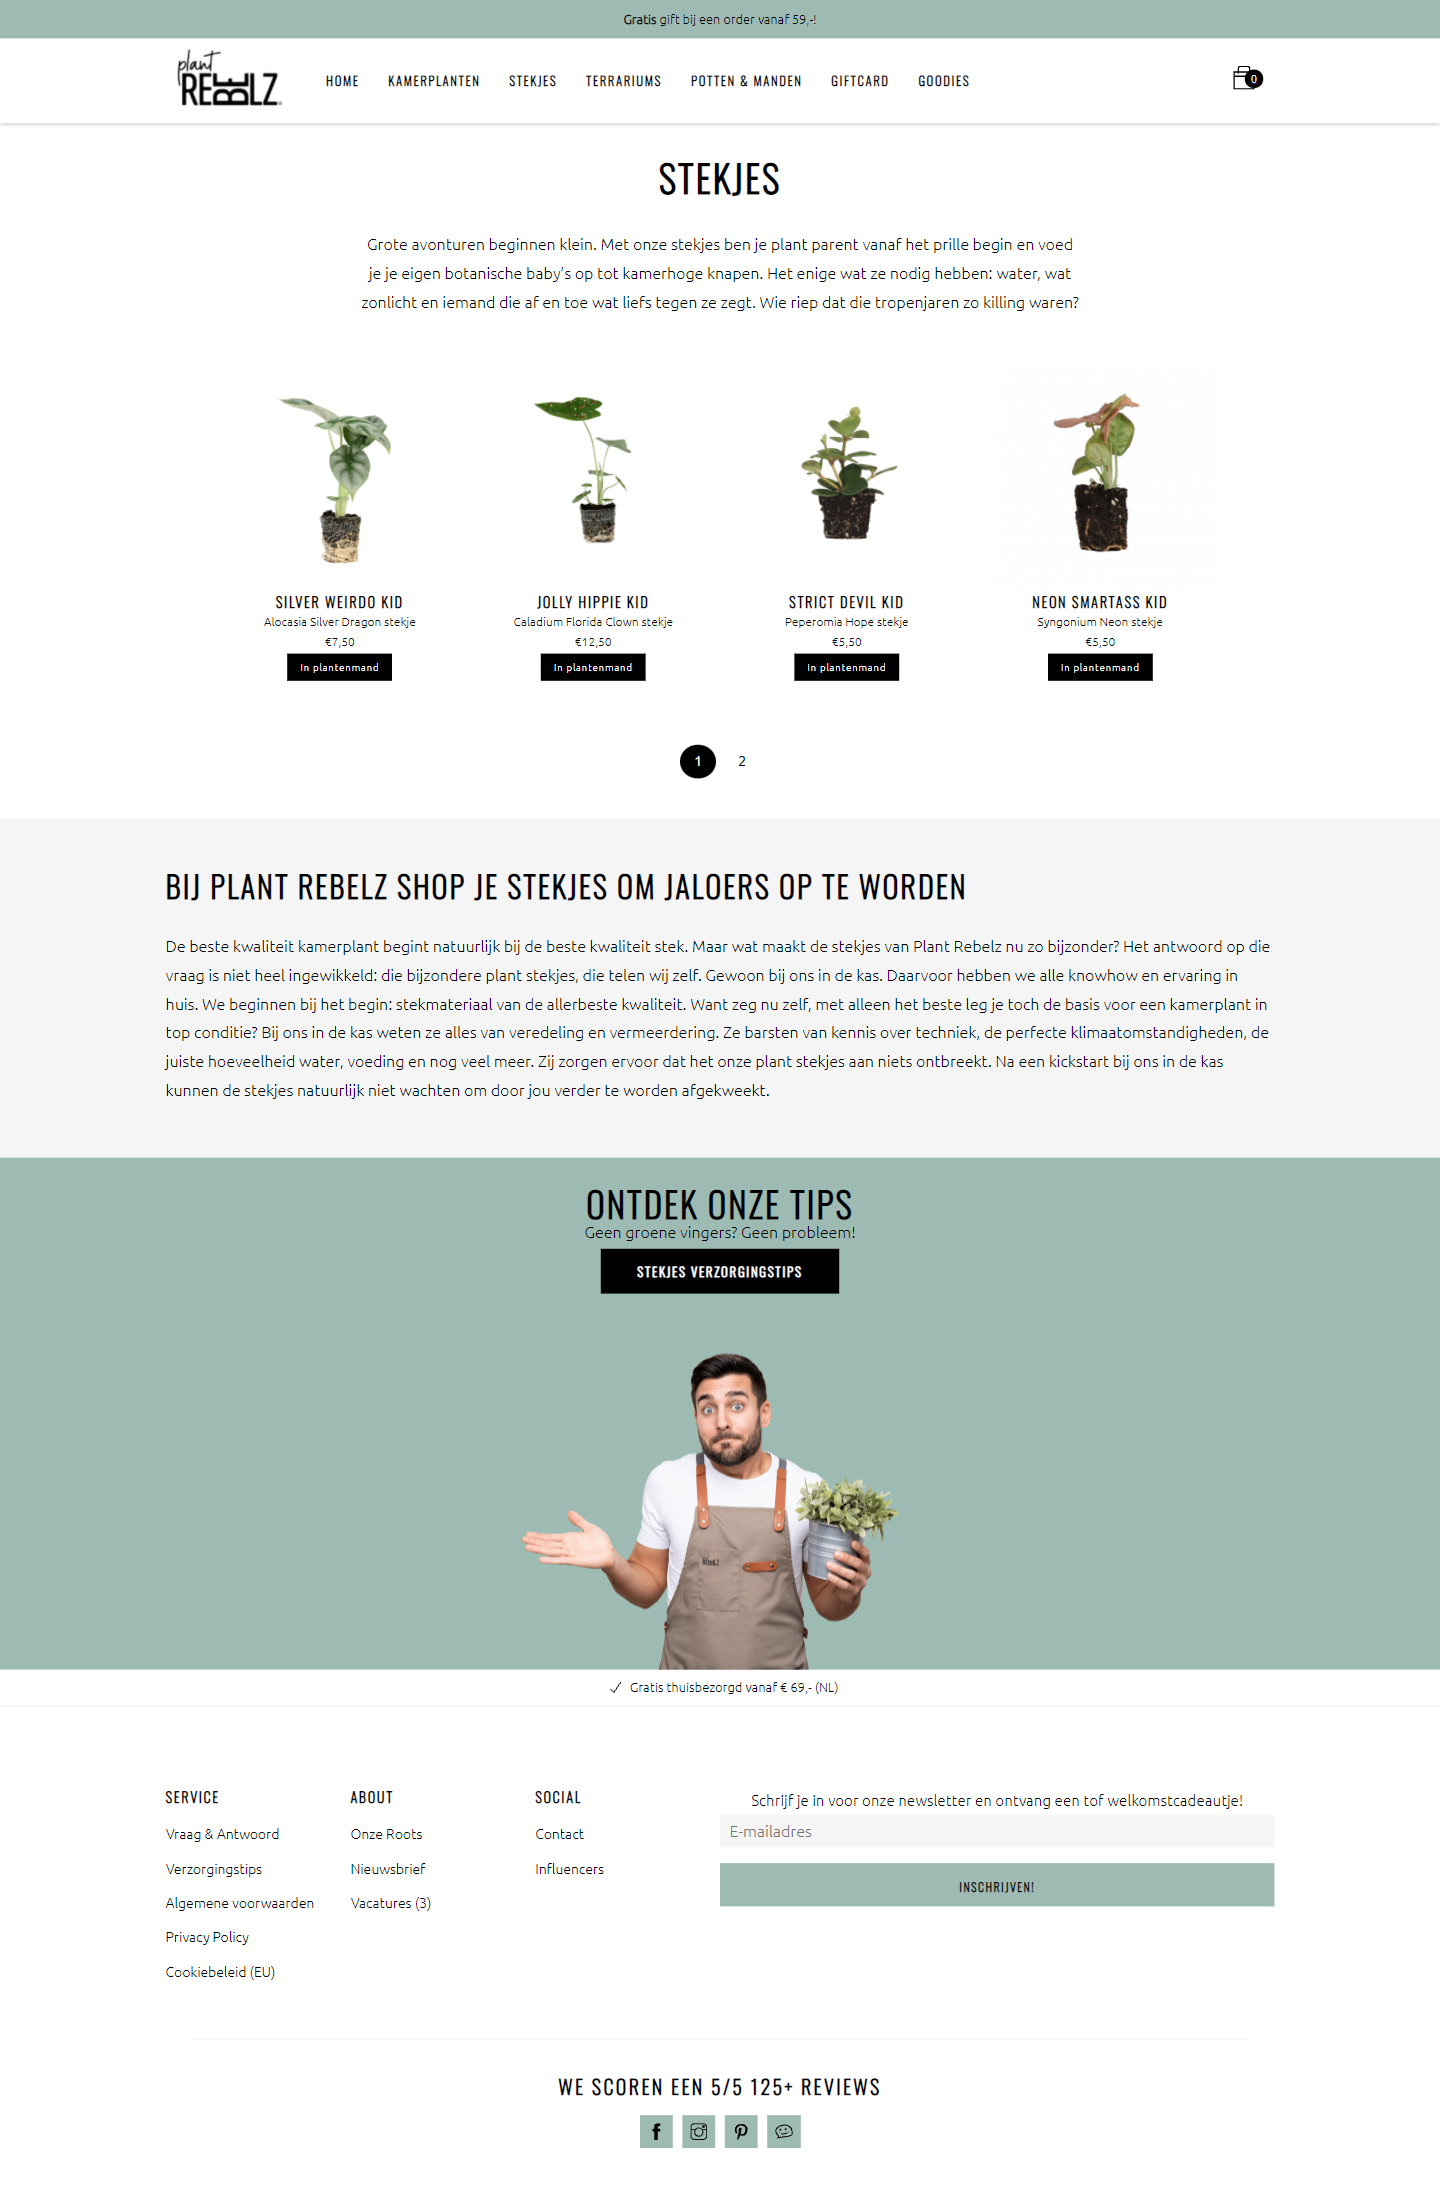 Gratis gift bij een order vanaf 59,-!
plant
REBELZ
HOME KAMERPLANTEN STEKJES TERRARIUMS POTTEN & MANDEN GIFTCARD GOODIES
0
STEKJES
Grote avonturen beginnen klein. Met onze stekjes ben je plant parent vanaf het prille begin en voed
je je eigen botanische baby’s op tot kamerhoge knapen. Het enige wat ze nodig hebben: water, wat
zonlicht en iemand die af en toe wat liefs tegen ze zegt. Wie riep dat die tropenjaren zo killing waren?
SILVER WEIRDO KID
Alocasia Silver Dragon stekje
€7,50
In plantenmand
JOLLY HIPPIE KID
Caladium Florida Clown stekje
€12,50
In plantenmand
STRICT DEVIL KID
Peperomia Hope stekje
€5,50
In plantenmand
NEON SMARTASS KID
Syngonium Neon stekje
€5,50
In plantenmand
1 2
BIJ PLANT REBELZ SHOP JE STEKJES OM JALOERS OP TE WORDEN
De beste kwaliteit kamerplant begint natuurlijk bij de beste kwaliteit stek. Maar wat maakt de stekjes van Plant Rebelz nu zo bijzonder? Het antwoord op die
vraag is niet heel ingewikkeld: die bijzondere plant stekjes, die telen wij zelf. Gewoon bij ons in de kas. Daarvoor hebben we alle knowhow en ervaring in
huis. We beginnen bij het begin: stekmateriaal van de allerbeste kwaliteit. Want zeg nu zelf, met alleen het beste leg je toch de basis voor een kamerplant in
top conditie? Bij ons in de kas weten ze alles van veredeling en vermeerdering. Ze barsten van kennis over techniek, de perfecte klimaatomstandigheden, de
juiste hoeveelheid water, voeding en nog veel meer. Zij zorgen ervoor dat het onze plant stekjes aan niets ontbreekt. Na een kickstart bij ons in de kas
kunnen de stekjes natuurlijk niet wachten om door jou verder te worden afgekweekt.
ONTDEK ONZE TIPS
Geen groene vingers? Geen probleem!
STEKJES VERZORGINGSTIPS
REBELZ
Gratis thuisbezorgd vanaf € 69,- (NL)
SERVICE
Vraag & Antwoord
Verzorgingstips
Algemene voorwaarden
Privacy Policy
Cookiebeleid (EU)
ABOUT
Onze Roots
Nieuwsbrief
Vacatures (3)
SOCIAL
Contact
Influencers
Schrijf je in voor onze newsletter en ontvang een tof welkomstcadeautje!
E-mailadres
INSCHRIJVEN!
WE SCOREN EEN 5/5 125+ REVIEWS